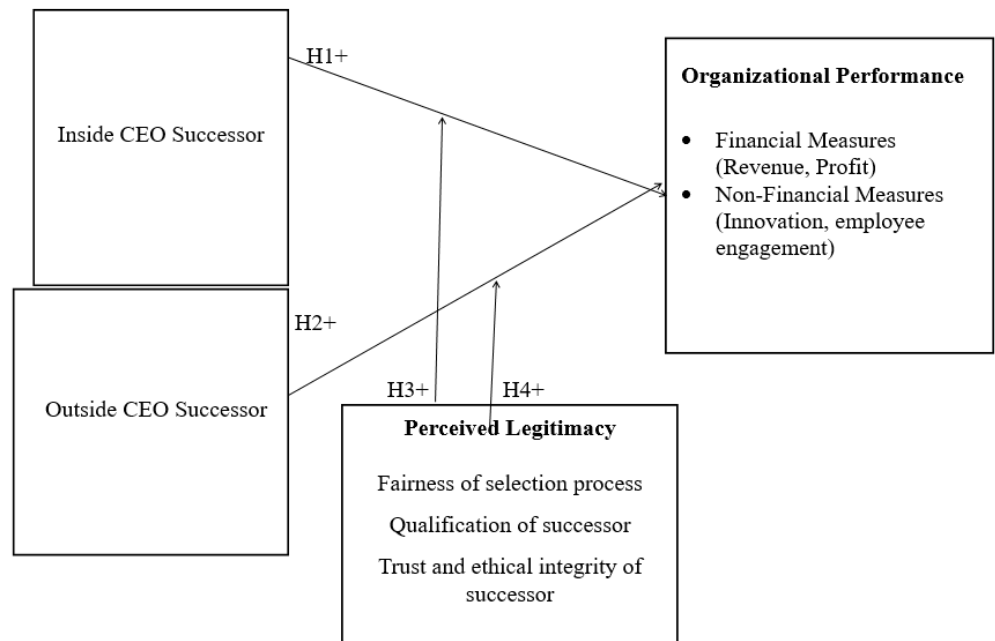 Inside CEO Successor
H1+
Organizational Performance
• Financial Measures
(Revenue, Profit)
• Non-Financial Measures
(Innovation, employee
engagement)
H2+
Outside CEO Successor
H3+
H4+
Perceived Legitimacy
Fairness of selection process
Qualification of successor
Trust and ethical integrity of
successor